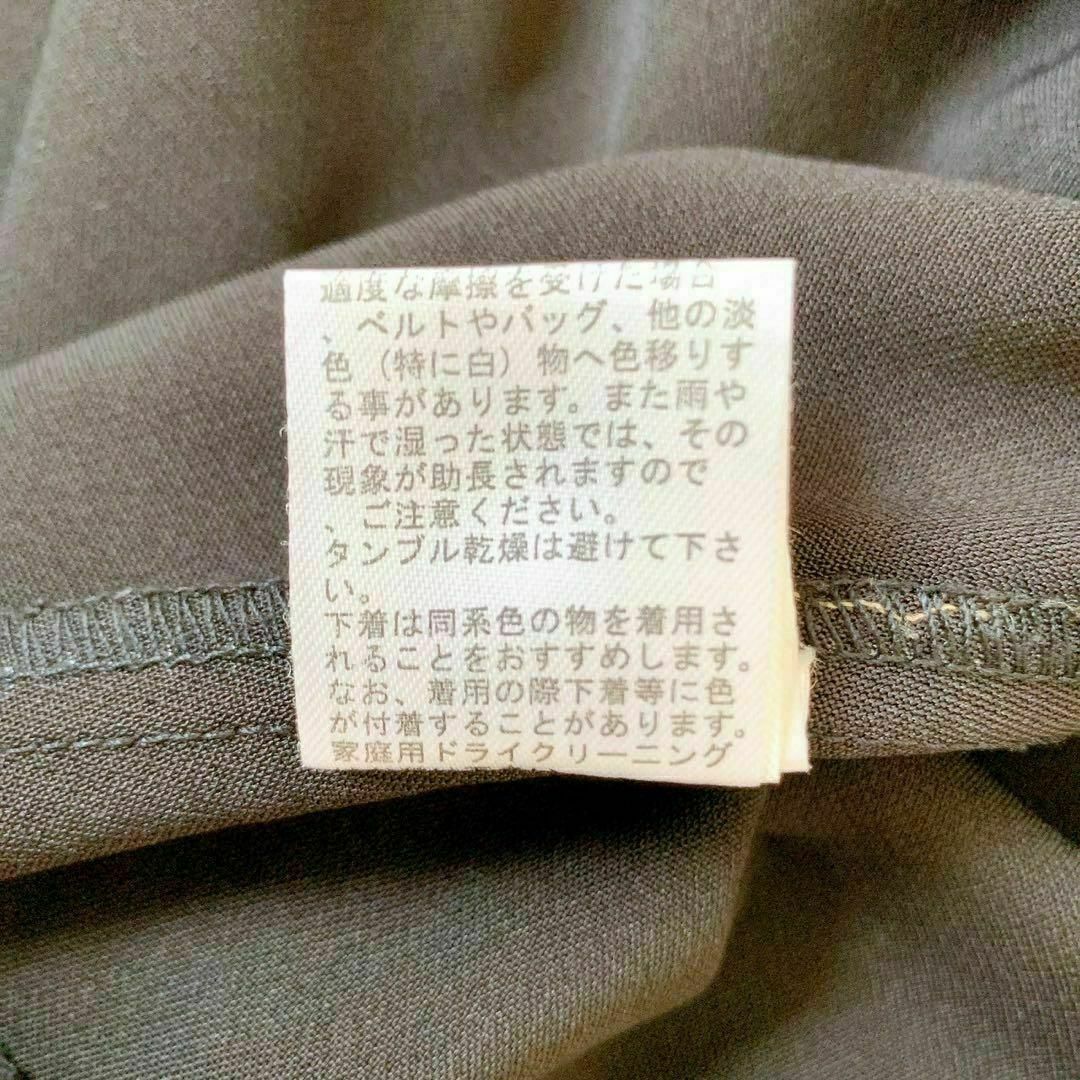 過度な摩擦を受けた場合
、ベルトやバッグ、他の淡
色（特に白）物へ色移りす
る事があります。また雨や
汗で湿った状態では、その
現象が助長されますので
、ご注意ください。
タンブル乾燥は避けて下さ
い。
下着は同系色の物を着用さ
れることをおすすめします。
なお、着用の際下着等に色
が付着することがあります。
家庭用ドライクリーニング